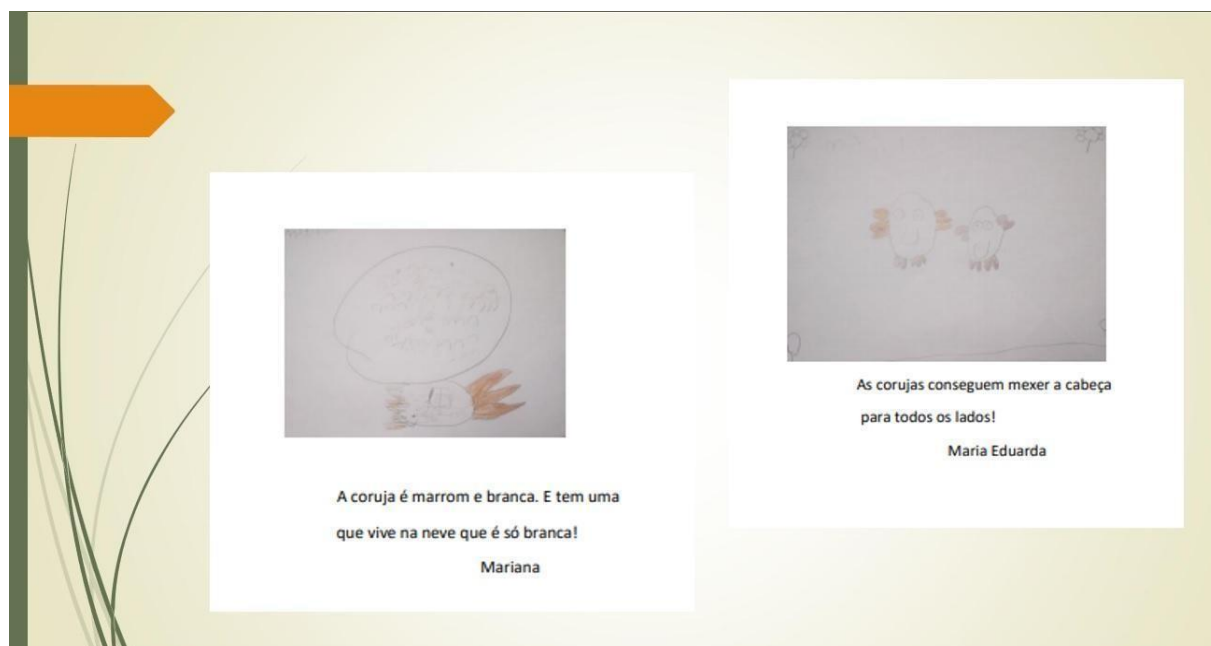 A coruja é marrom e branca. E tem uma
que vive na neve que é só branca!
Mariana
As corujas conseguem mexer a cabeça
para todos os lados!
Maria Eduarda